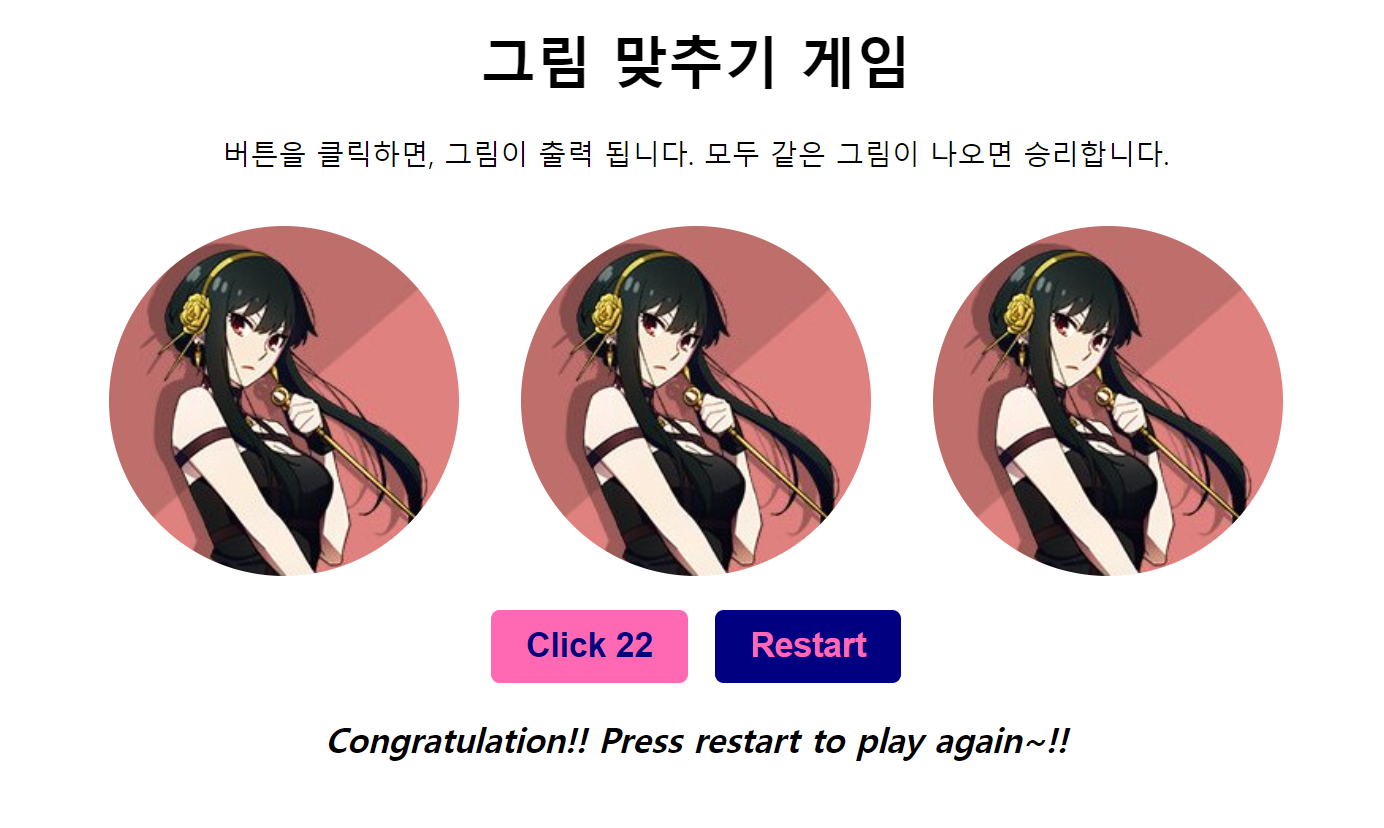 그림 맞추기 게임
버튼을 클릭하면, 그림이 출력 됩니다. 모두 같은 그림이 나오면 승리합니다.
Click 22
Restart
Congratulation!! Press restart to play again~!!